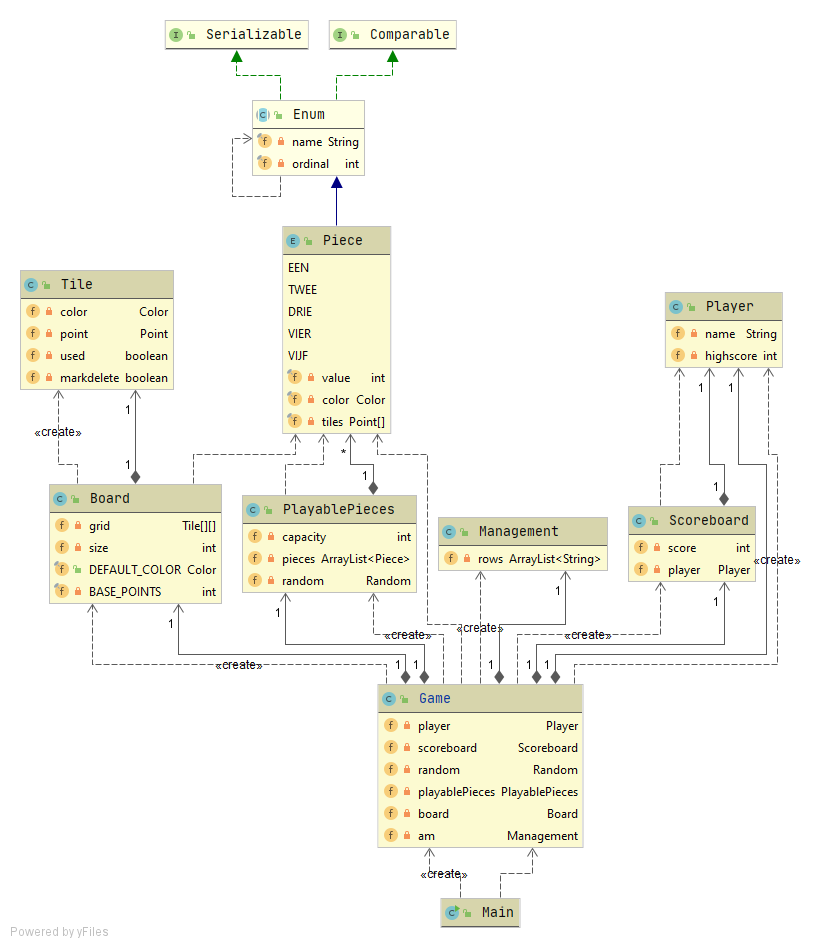 Serializable
Comparable
Enum
name String
ordinal int
Piece
EEN
TWEE
DRIE
VIER
VIJF
value int
color Color
tiles Point[]
Tile
color Color
point Point
used boolean
markdelete boolean
Player
name String
highscore int
«create»
1
1
*
1
1
1
1
Board
grid Tile[][]
size int
DEFAULT_COLOR Color
BASE_POINTS int
PlayablePieces
capacity int
pieces ArrayList<Piece>
random Random
Management
rows ArrayList<String>
Scoreboard
score int
player Player
«create»
1
1
1
1
«create»
«create»
«create»
«create»
1
1
1
1
1
Game
player Player
scoreboard Scoreboard
random Random
playablePieces PlayablePieces
board Board
am Management
«create»
Main
Powered by yFiles